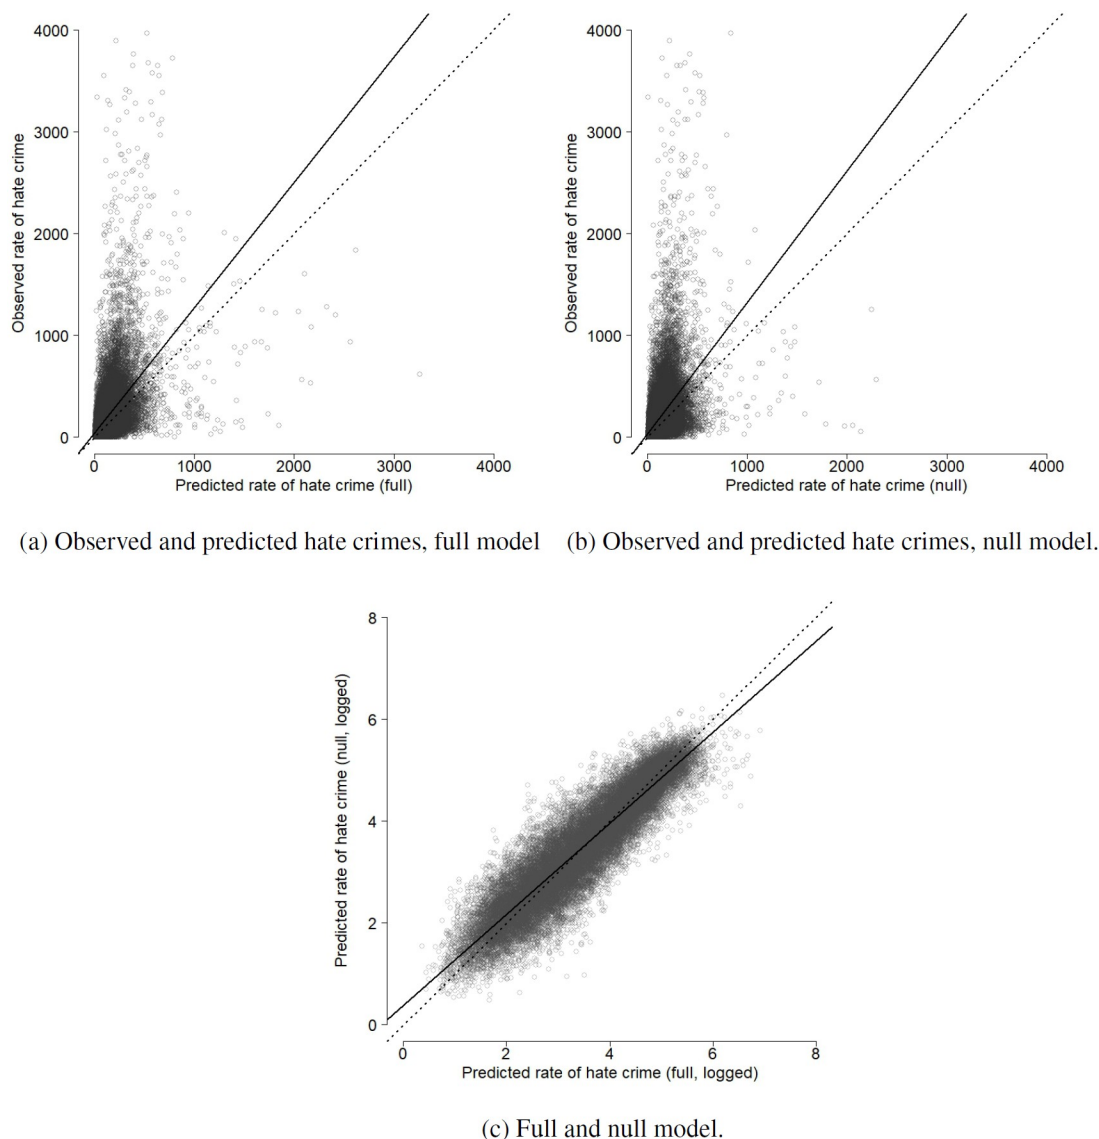 4000
3000
2000
1000
0
Observed rate of hate crime
0 1000 2000 3000 4000
Predicted rate of hate crime (full)
4000
3000
2000
1000
0
Observed rate of hate crime
0 1000 2000 3000 4000
Predicted rate of hate crime (null)
(a) Observed and predicted hate crimes, full model
(b) Observed and predicted hate crimes, null model.
8
6
4
2
0
Predicted rate of hate crime (null, logged)
0 2 4 6 8
Predicted rate of hate crime (full, logged)
(c) Full and null model.